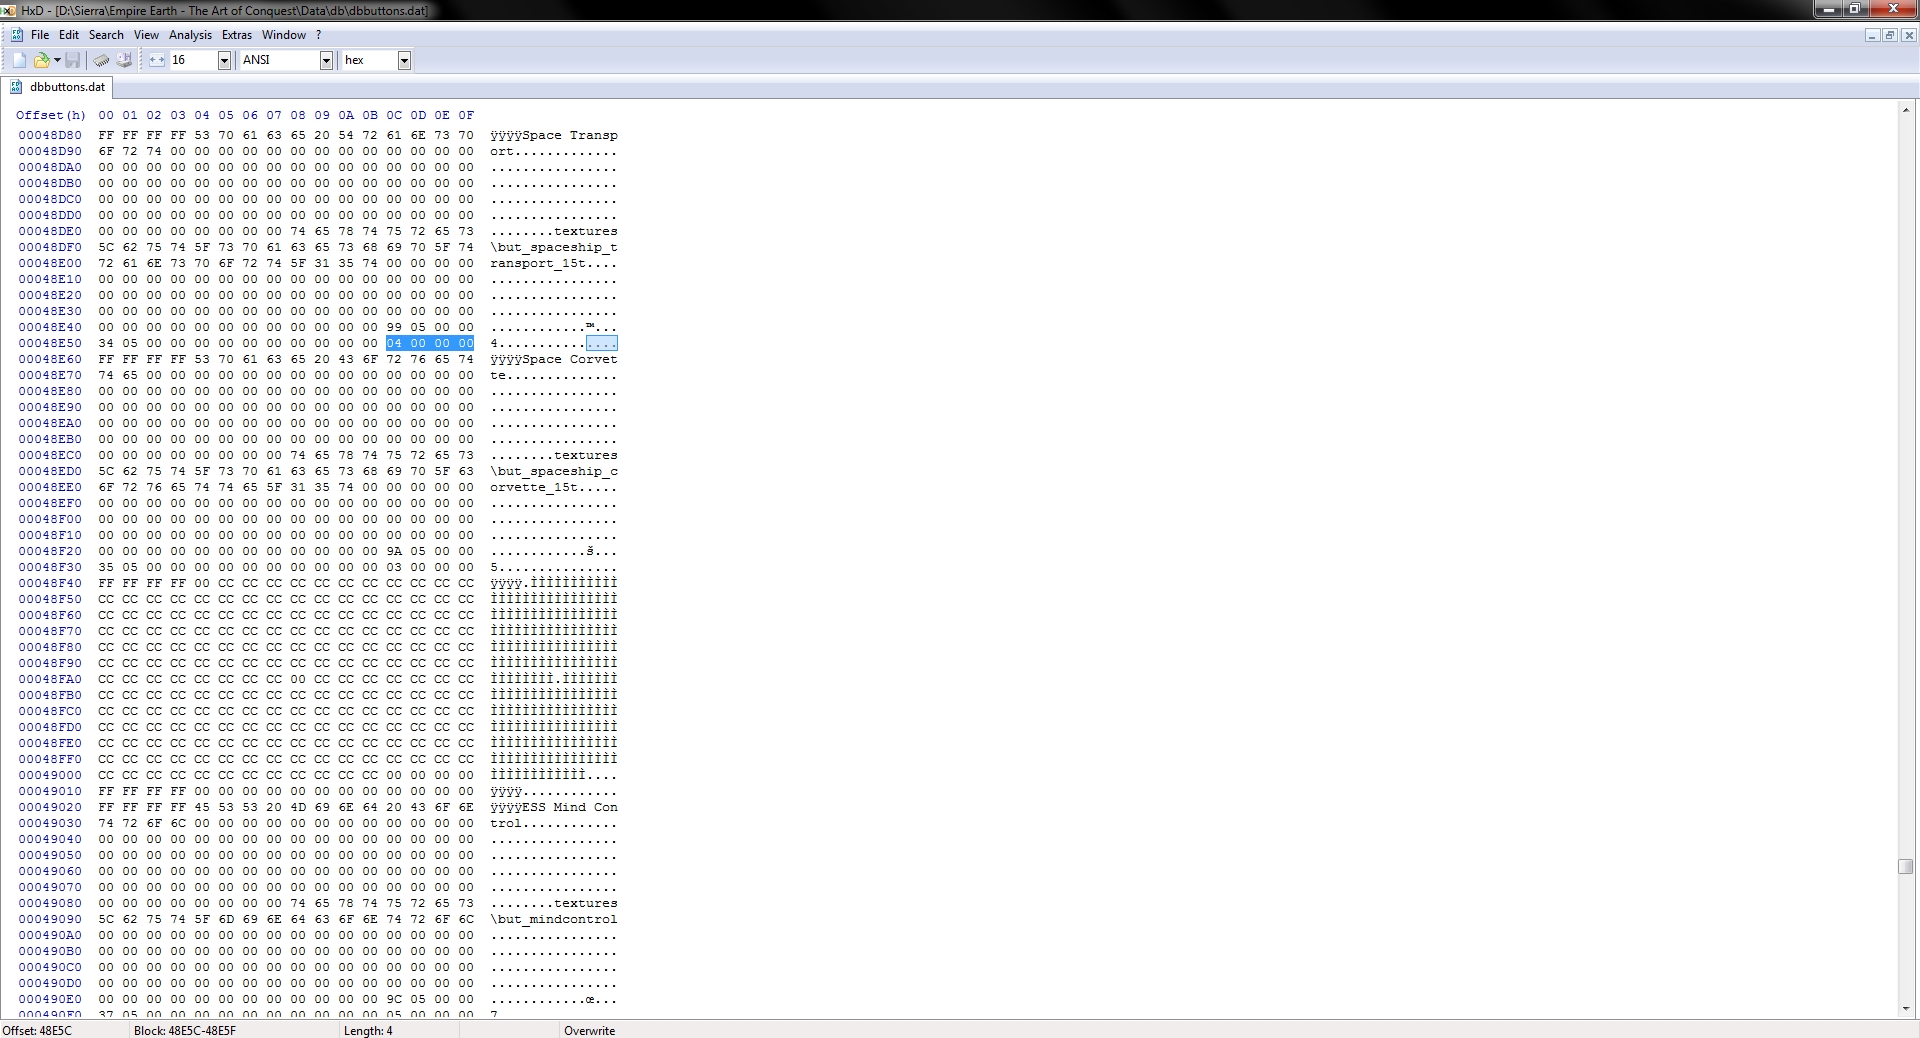 HxD - [D:\Sierra\Empire Earth - The Art of Conquest\Data\db\dbbuttons.dat]
File Edit Search View Analysis Extras Window ?
16 ANSI hex
dbbuttons.dat
Offset(h) 00 01 02 03 04 05 06 07 08 09 0A 0B 0C 0D 0E 0F
00048D80 FF FF FF FF 53 70 61 63 65 20 54 72 61 6E 73 70 ÿÿÿÿSpace Transp
00048D90 6F 72 74 00 00 00 00 00 00 00 00 00 00 00 00 00 ort.............
00048DA0 00 00 00 00 00 00 00 00 00 00 00 00 00 00 00 00 ................
00048DB0 00 00 00 00 00 00 00 00 00 00 00 00 00 00 00 00 ................
00048DC0 00 00 00 00 00 00 00 00 00 00 00 00 00 00 00 00 ................
00048DD0 00 00 00 00 00 00 00 00 00 00 00 00 00 00 00 00 ................
00048DE0 00 00 00 00 00 00 00 00 74 65 78 74 75 72 65 73 ........textures
00048DF0 5C 62 75 74 5F 73 70 61 63 65 73 68 69 70 5F 74 \but_spaceship_t
00048E00 72 61 6E 73 70 6F 72 74 5F 31 35 74 00 00 00 00 ransport_15t....
00048E10 00 00 00 00 00 00 00 00 00 00 00 00 00 00 00 00 ................
00048E20 00 00 00 00 00 00 00 00 00 00 00 00 00 00 00 00 ................
00048E30 00 00 00 00 00 00 00 00 00 00 00 00 00 00 00 00 ................
00048E40 00 00 00 00 00 00 00 00 00 00 00 00 99 05 00 00 ............™...
00048E50 34 05 00 00 00 00 00 00 00 00 00 00 04 00 00 00 4...............
00048E60 FF FF FF FF 53 70 61 63 65 20 43 6F 72 76 65 74 ÿÿÿÿSpace Corvet
00048E70 74 65 00 00 00 00 00 00 00 00 00 00 00 00 00 00 te..............
00048E80 00 00 00 00 00 00 00 00 00 00 00 00 00 00 00 00 ................
00048E90 00 00 00 00 00 00 00 00 00 00 00 00 00 00 00 00 ................
00048EA0 00 00 00 00 00 00 00 00 00 00 00 00 00 00 00 00 ................
00048EB0 00 00 00 00 00 00 00 00 00 00 00 00 00 00 00 00 ................
00048EC0 00 00 00 00 00 00 00 00 74 65 78 74 75 72 65 73 ........textures
00048ED0 5C 62 75 74 5F 73 70 61 63 65 73 68 69 70 5F 63 \but_spaceship_c
00048EE0 6F 72 76 65 74 74 65 5F 31 35 74 00 00 00 00 00 orvette_15t.....
00048EF0 00 00 00 00 00 00 00 00 00 00 00 00 00 00 00 00 ................
00048F00 00 00 00 00 00 00 00 00 00 00 00 00 00 00 00 00 ................
00048F10 00 00 00 00 00 00 00 00 00 00 00 00 00 00 00 00 ................
00048F20 00 00 00 00 00 00 00 00 00 00 00 00 9A 05 00 00 ............š...
00048F30 35 05 00 00 00 00 00 00 00 00 00 00 03 00 00 00 5...............
00048F40 FF FF FF FF 00 CC CC CC CC CC CC CC CC CC CC CC ÿÿÿÿ.ÌÌÌÌÌÌÌÌÌÌÌ
00048F50 CC CC CC CC CC CC CC CC CC CC CC CC CC CC CC CC ÌÌÌÌÌÌÌÌÌÌÌÌÌÌÌÌ
00048F60 CC CC CC CC CC CC CC CC CC CC CC CC CC CC CC CC ÌÌÌÌÌÌÌÌÌÌÌÌÌÌÌÌ
00048F70 CC CC CC CC CC CC CC CC CC CC CC CC CC CC CC CC ÌÌÌÌÌÌÌÌÌÌÌÌÌÌÌÌ
00048F80 CC CC CC CC CC CC CC CC CC CC CC CC CC CC CC CC ÌÌÌÌÌÌÌÌÌÌÌÌÌÌÌÌ
00048F90 CC CC CC CC CC CC CC CC CC CC CC CC CC CC CC CC ÌÌÌÌÌÌÌÌÌÌÌÌÌÌÌÌ
00048FA0 CC CC CC CC CC CC CC CC 00 CC CC CC CC CC CC CC ÌÌÌÌÌÌÌÌ.ÌÌÌÌÌÌÌ
00048FB0 CC CC CC CC CC CC CC CC CC CC CC CC CC CC CC CC ÌÌÌÌÌÌÌÌÌÌÌÌÌÌÌÌ
00048FC0 CC CC CC CC CC CC CC CC CC CC CC CC CC CC CC CC ÌÌÌÌÌÌÌÌÌÌÌÌÌÌÌÌ
00048FD0 CC CC CC CC CC CC CC CC CC CC CC CC CC CC CC CC ÌÌÌÌÌÌÌÌÌÌÌÌÌÌÌÌ
00048FE0 CC CC CC CC CC CC CC CC CC CC CC CC CC CC CC CC ÌÌÌÌÌÌÌÌÌÌÌÌÌÌÌÌ
00048FF0 CC CC CC CC CC CC CC CC CC CC CC CC CC CC CC CC ÌÌÌÌÌÌÌÌÌÌÌÌÌÌÌÌ
00049000 CC CC CC CC CC CC CC CC CC CC CC CC 00 00 00 00 ÌÌÌÌÌÌÌÌÌÌÌÌ....
00049010 FF FF FF FF 00 00 00 00 00 00 00 00 00 00 00 00 ÿÿÿÿ............
00049020 FF FF FF FF 45 53 53 20 4D 69 6E 64 20 43 6F 6E ÿÿÿÿESS Mind Con
00049030 74 72 6F 6C 00 00 00 00 00 00 00 00 00 00 00 00 trol............
00049040 00 00 00 00 00 00 00 00 00 00 00 00 00 00 00 00 ................
00049050 00 00 00 00 00 00 00 00 00 00 00 00 00 00 00 00 ................
00049060 00 00 00 00 00 00 00 00 00 00 00 00 00 00 00 00 ................
00049070 00 00 00 00 00 00 00 00 00 00 00 00 00 00 00 00 ................
00049080 00 00 00 00 00 00 00 00 74 65 78 74 75 72 65 73 ........textures
00049090 5C 62 75 74 5F 6D 69 6E 64 63 6F 6E 74 72 6F 6C \but_mindcontrol
000490A0 00 00 00 00 00 00 00 00 00 00 00 00 00 00 00 00 ................
000490B0 00 00 00 00 00 00 00 00 00 00 00 00 00 00 00 00 ................
000490C0 00 00 00 00 00 00 00 00 00 00 00 00 00 00 00 00 ................
000490D0 00 00 00 00 00 00 00 00 00 00 00 00 00 00 00 00 ................
000490E0 00 00 00 00 00 00 00 00 00 00 00 00 9C 05 00 00 ............œ...
000490F0 37 05 00 00 00 00 00 00 00 00 00 00 05 00 00 00 7
Offset: 48E5C Block: 48E5C-48E5F Length: 4 Overwrite